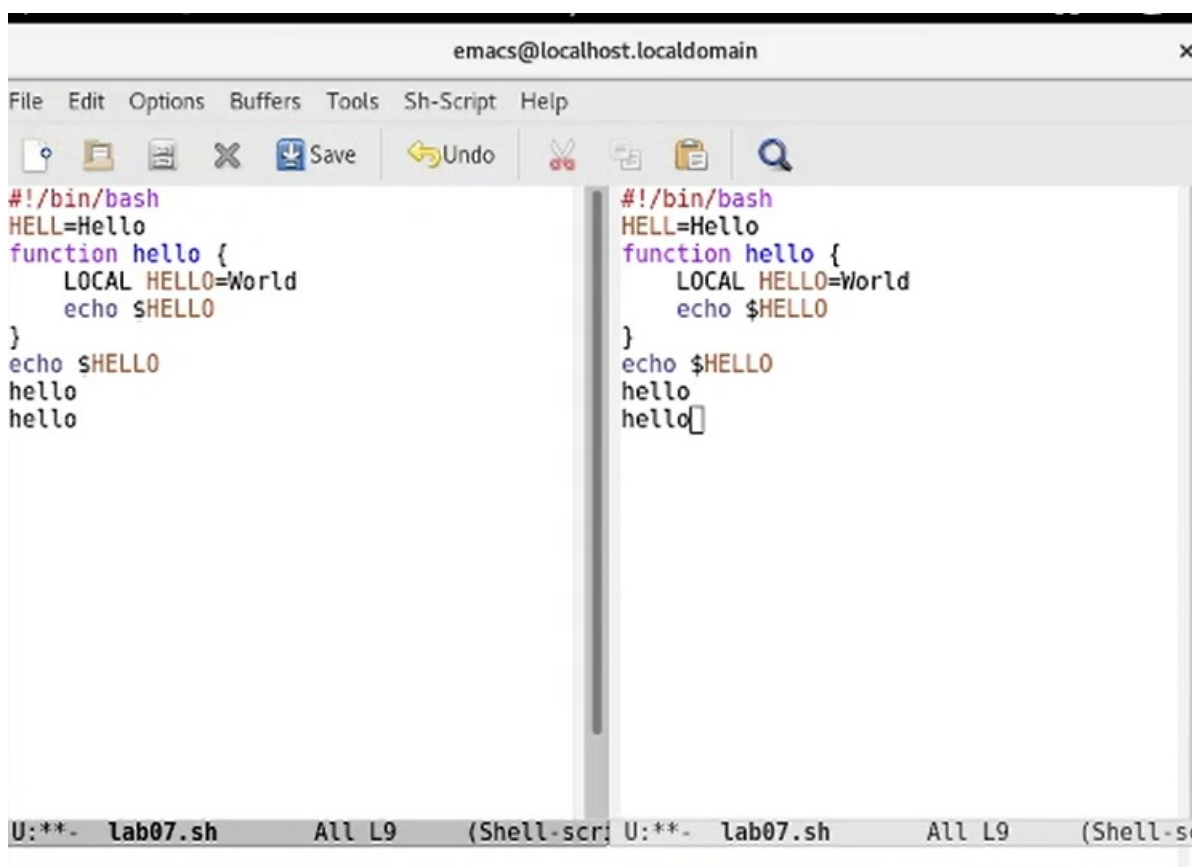 emacs@localhost.localdomain
File Edit Options Buffers Tools Sh-Script Help
Save Undo
#!/bin/bash
HELL=Hello
function hello {
    LOCAL HELLO=World
    echo $HELLO
}
echo $HELLO
hello
hello
#!/bin/bash
HELL=Hello
function hello {
    LOCAL HELLO=World
    echo $HELLO
}
echo $HELLO
hello
hello
U:**- lab07.sh All L9 (Shell-scri
U:**- lab07.sh All L9 (Shell-sc